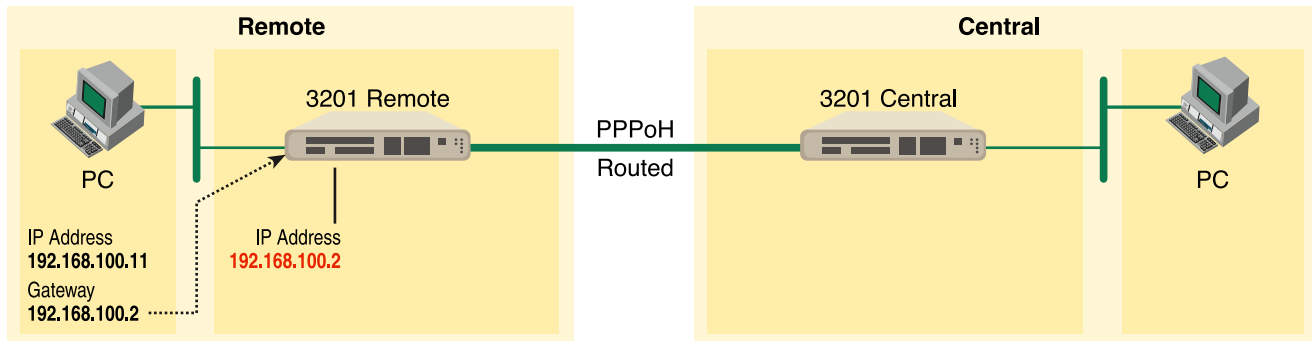 Remote
Central
3201 Remote
3201 Central
PPPoH
Routed
PC
PC
IP Address
192.168.100.11
Gateway
192.168.100.2
IP Address
192.168.100.2